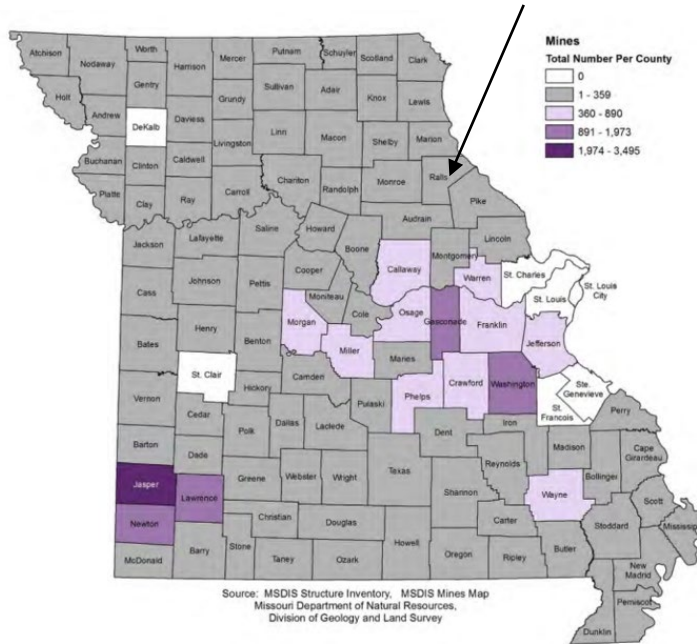 Mines
Total Number Per County
0
1 - 359
360 - 890
891 - 1,973
1,974 - 3,495
Atchison
Nodaway
Worth
Harrison
Mercer
Putnam
Schuyler
Scotland
Clark
Holt
Gentry
Sullivan
Adair
Knox
Lewis
Grundy
Andrew
DeKalb
Daviess
Livingston
Linn
Macon
Shelby
Marion
Buchanan
Clinton
Caldwell
Chariton
Randolph
Monroe
Ralls
Pike
Platte
Clay
Ray
Carroll
Audrain
Saline
Howard
Boone
Lincoln
Jackson
Lafayette
Callaway
Montgomery
Warren
St. Charles
Cooper
Johnson
Pettis
Moniteau
St. Louis
St. Louis
City
Cass
Cole
Osage
Gasconade
Franklin
Morgan
Jefferson
Henry
Benton
Miller
Bates
Maries
St. Clair
Camden
Crawford
Washington
Phelps
Ste.
Genevieve
Hickory
Vernon
Pulaski
St.
Francois
Perry
Cedar
Iron
Dallas
Laclede
Dent
Polk
Madison
Barton
Cape
Girardeau
Dade
Reynolds
Bollinger
Texas
Jasper
Greene
Webster
Wright
Shannon
Wayne
Lawrence
Scott
Mississip
Christian
Douglas
Carter
Stoddard
Newton
Howell
Stone
Barry
Taney
Ozark
Oregon
Ripley
Butler
McDonald
New
Madrid
Pemiscot
Dunklin
Source: MSDIS Structure Inventory, MSDIS Mines Map
Missouri Department of Natural Resources,
Division of Geology and Land Survey